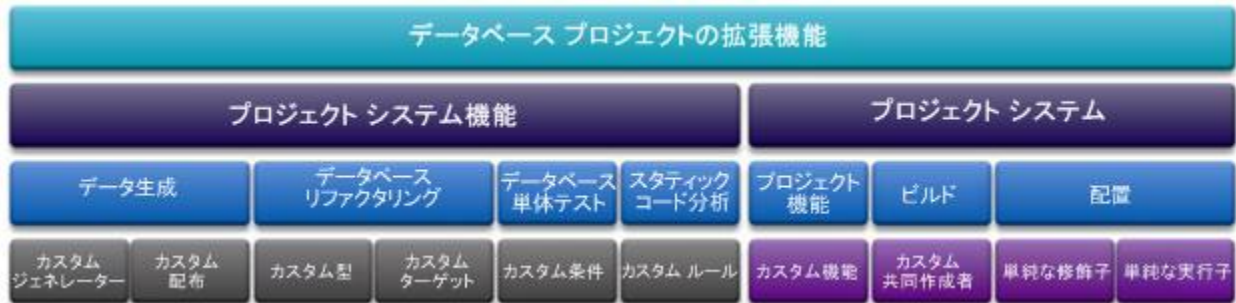 データベース プロジェクトの拡張機能
プロジェクト システム機能
プロジェクト システム
データ生成
データベース
リファクタリング
データベース
単体テスト
スタティック
コード分析
プロジェクト
機能
ビルド
配置
カスタム
ジェネレーター
カスタム
配布
カスタム型
カスタム
ターゲット
カスタム条件
カスタム ルール
カスタム機能
カスタム
共同作成者
単純な修飾子
単純な実行子